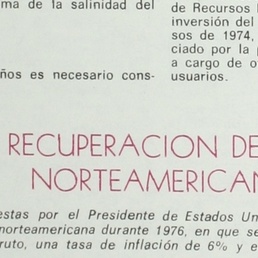 ma de la salinidad del
ños es necesario cons-
de Recursos
inversión del
sos de 1974,
ciado por la
a cargo de o
usuarios.
RECUPERACION DE
NORTEAMERICAN
estas por el Presidente de Estados Un
norteamericana durante 1976, en que se
ruto, una tasa de inflación de 6% y e